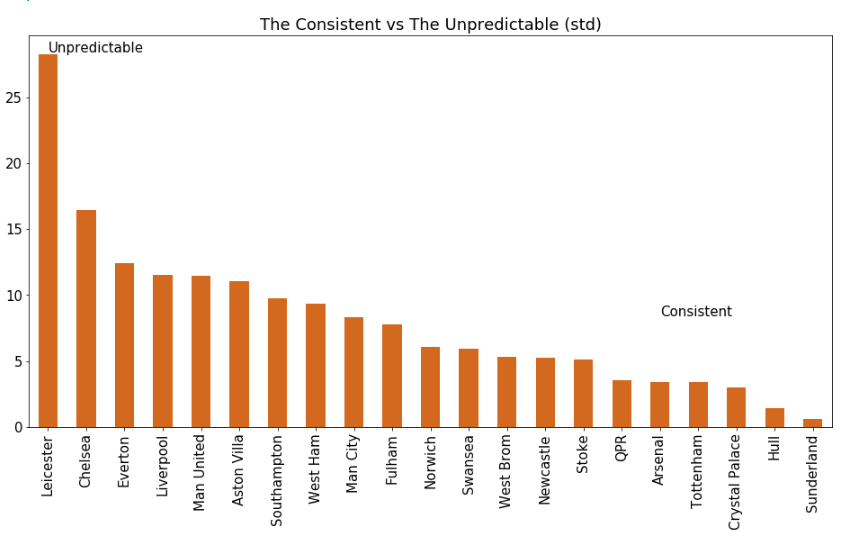 The Consistent vs The Unpredictable (std)
Unpredictable
25
20
15
10
Consistent
5
0
Leicester
Chelsea
Everton
Liverpool
Man United
Aston Villa
Southampton
West Ham
Man City
Fulham
Norwich
Swansea
West Brom
Newcastle
Stoke
QPR
Arsenal
Tottenham
Crystal Palace
Hull
Sunderland